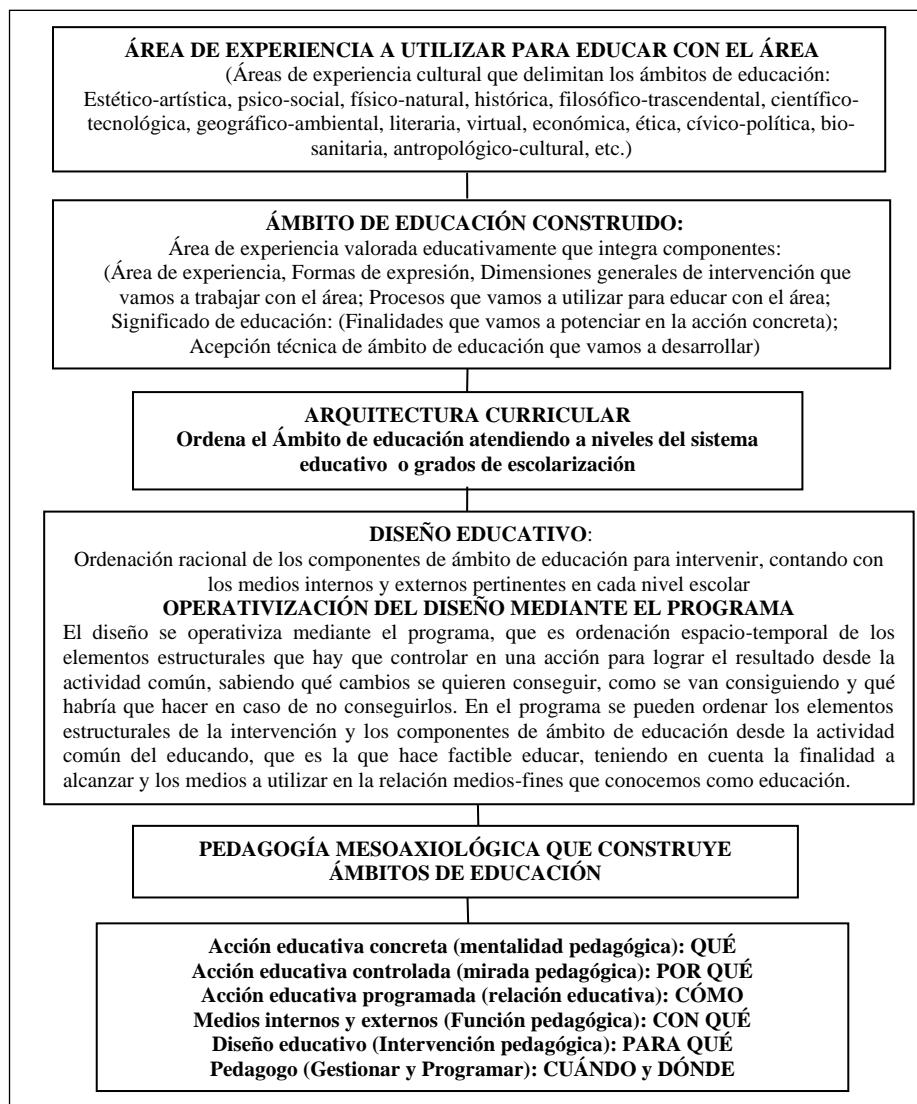 ÁREA DE EXPERIENCIA A UTILIZAR PARA EDUCAR CON EL ÁREA
(Áreas de experiencia cultural que delimitan los ámbitos de educación:
Estético-artística, psico-social, físico-natural, histórica, filosófico-trascendental, científico-
tecnológica, geográfico-ambiental, literaria, virtual, económica, ética, cívico-política, bio-
sanitaria, antropológico-cultural, etc.)
ÁMBITO DE EDUCACIÓN CONSTRUIDO:
Área de experiencia valorada educativamente que integra componentes:
(Área de experiencia, Formas de expresión, Dimensiones generales de intervención que
vamos a trabajar con el área; Procesos que vamos a utilizar para educar con el área;
Significado de educación: (Finalidades que vamos a potenciar en la acción concreta);
Acepción técnica de ámbito de educación que vamos a desarrollar)
ARQUITECTURA CURRICULAR
Ordena el Ámbito de educación atendiendo a niveles del sistema
educativo o grados de escolarización
DISEÑO EDUCATIVO:
Ordenación racional de los componentes de ámbito de educación para intervenir, contando con
los medios internos y externos pertinentes en cada nivel escolar
OPERATIVIZACIÓN DEL DISEÑO MEDIANTE EL PROGRAMA
El diseño se operativiza mediante el programa, que es ordenación espacio-temporal de los
elementos estructurales que hay que controlar en una acción para lograr el resultado desde la
actividad común, sabiendo qué cambios se quieren conseguir, como se van consiguiendo y qué
habría que hacer en caso de no conseguirlos. En el programa se pueden ordenar los elementos
estructurales de la intervención y los componentes de ámbito de educación desde la actividad
común del educando, que es la que hace factible educar, teniendo en cuenta la finalidad a
alcanzar y los medios a utilizar en la relación medios-fines que conocemos como educación.
PEDAGOGÍA MESOAXIOLÓGICA QUE CONSTRUYE
ÁMBITOS DE EDUCACIÓN
Acción educativa concreta (mentalidad pedagógica): QUÉ
Acción educativa controlada (mirada pedagógica): POR QUÉ
Acción educativa programada (relación educativa): CÓMO
Medios internos y externos (Función pedagógica): CON QUÉ
Diseño educativo (Intervención pedagógica): PARA QUÉ
Pedagogo (Gestionar y Programar): CUÁNDO y DÓNDE